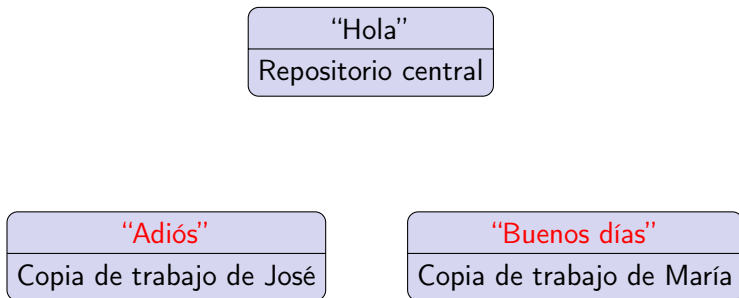 “Hola”
Repositorio central
“Adiós”
Copia de trabajo de José
“Buenos días”
Copia de trabajo de María